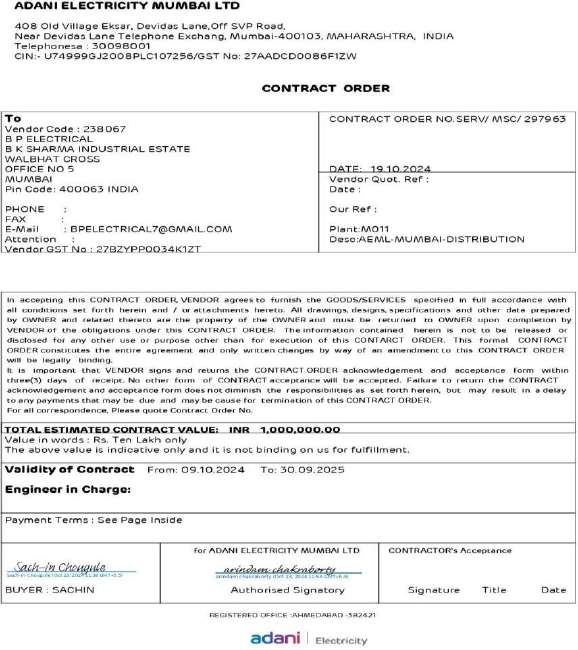 ADANI ELECTRICITY MUMBAI LTD
408 Old Village Eksar, Devidas Lane,Off SVP Road,
Near Devidas Lane Telephone Exchang, Mumbai-400103, MAHARASHTRA, INDIA
Telephonesa : 30098001
CIN:- U74999GJ2008PLC107256/GST No: 27AADCD0086F1ZW
CONTRACT ORDER
To
Vendor Code : 238067
B P ELECTRICAL
B K SHARMA INDUSTRIAL ESTATE
WALBHAT CROSS
OFFICE NO 5
MUMBAI
Pin Code: 400063 INDIA
PHONE :
FAX :
E-Mail : BPELECTRICAL7@GMAIL.COM
Attention :
Vendor GST No : 27BZYPP0034K1ZT
CONTRACT ORDER NO.SERV/ MSC/ 297963
DATE: 19.10.2024
Vendor Quot. Ref :
Date :
Our Ref :
Plant:M011
Desc:AEML-MUMBAI-DISTRIBUTION
In accepting this CONTRACT ORDER, VENDOR agrees to furnish the GOODS/SERVICES specified in full accordance with
all conditions set forth herein and / or attachments hereto. All drawings, designs, specifications and other data prepared
by OWNER and related thereto are the property of the OWNER and must be returned to OWNER upon completion by
VENDOR of the obligations under this CONTRACT ORDER. The information contained herein is not to be released or
disclosed for any other use or purpose other than for execution of this CONTARCT ORDER. This formal CONTRACT
ORDER constitutes the entire agreement and only written changes by way of an amendment to this CONTRACT ORDER
will be legally binding.
It is important that VENDOR signs and returns the CONTRACT ORDER acknowledgement and acceptance form within
three(3) days of receipt. No other form of CONTRACT acceptance will be accepted. Failure to return the CONTRACT
acknowledgement and acceptance form does not diminish the responsibilities as set forth herein, but may result in a delay
to any payments that may be due and may be cause for termination of this CONTRACT ORDER.
For all correspondence, Please quote Contract Order No.
TOTAL ESTIMATED CONTRACT VALUE: INR 1,000,000.00
Value in words : Rs. Ten Lakh only
The above value is indicative only and it is not binding on us for fulfillment.
Validity of Contract From: 09.10.2024 To: 30.09.2025
Engineer in Charge:
Payment Terms : See Page Inside
Sach-in Chougule
BUYER : SACHIN
for ADANI ELECTRICITY MUMBAI LTD
arindam chakraborty
Authorised Signatory
CONTRACTOR's Acceptance
Signature Title Date
REGISTERED OFFICE :AHMEDABAD -382421
adani Electricity